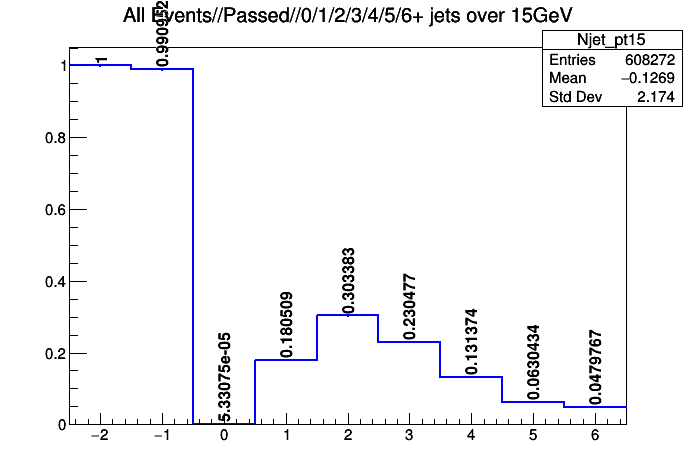 All Events//Passed//0/1/2/3/4/5/6+ jets over 15GeV
Njet_pt15
Entries 608272
Mean −0.1269
Std Dev 2.174
1
0.990952
5.33075e-05
0.180509
0.303383
0.230477
0.131374
0.0630434
0.0479767
1
0.8
0.6
0.4
0.2
0
−2 −1 0 1 2 3 4 5 6